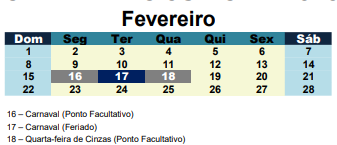 Fevereiro
Dom Seg Ter Qua Qui Sex Sáb
1 2 3 4 5 6 7
8 9 10 11 12 13 14
15 16 17 18 19 20 21
22 23 24 25 26 27 28
16 – Carnaval (Ponto Facultativo)
17 – Carnaval (Feriado)
18 – Quarta-feira de Cinzas (Ponto Facultativo)